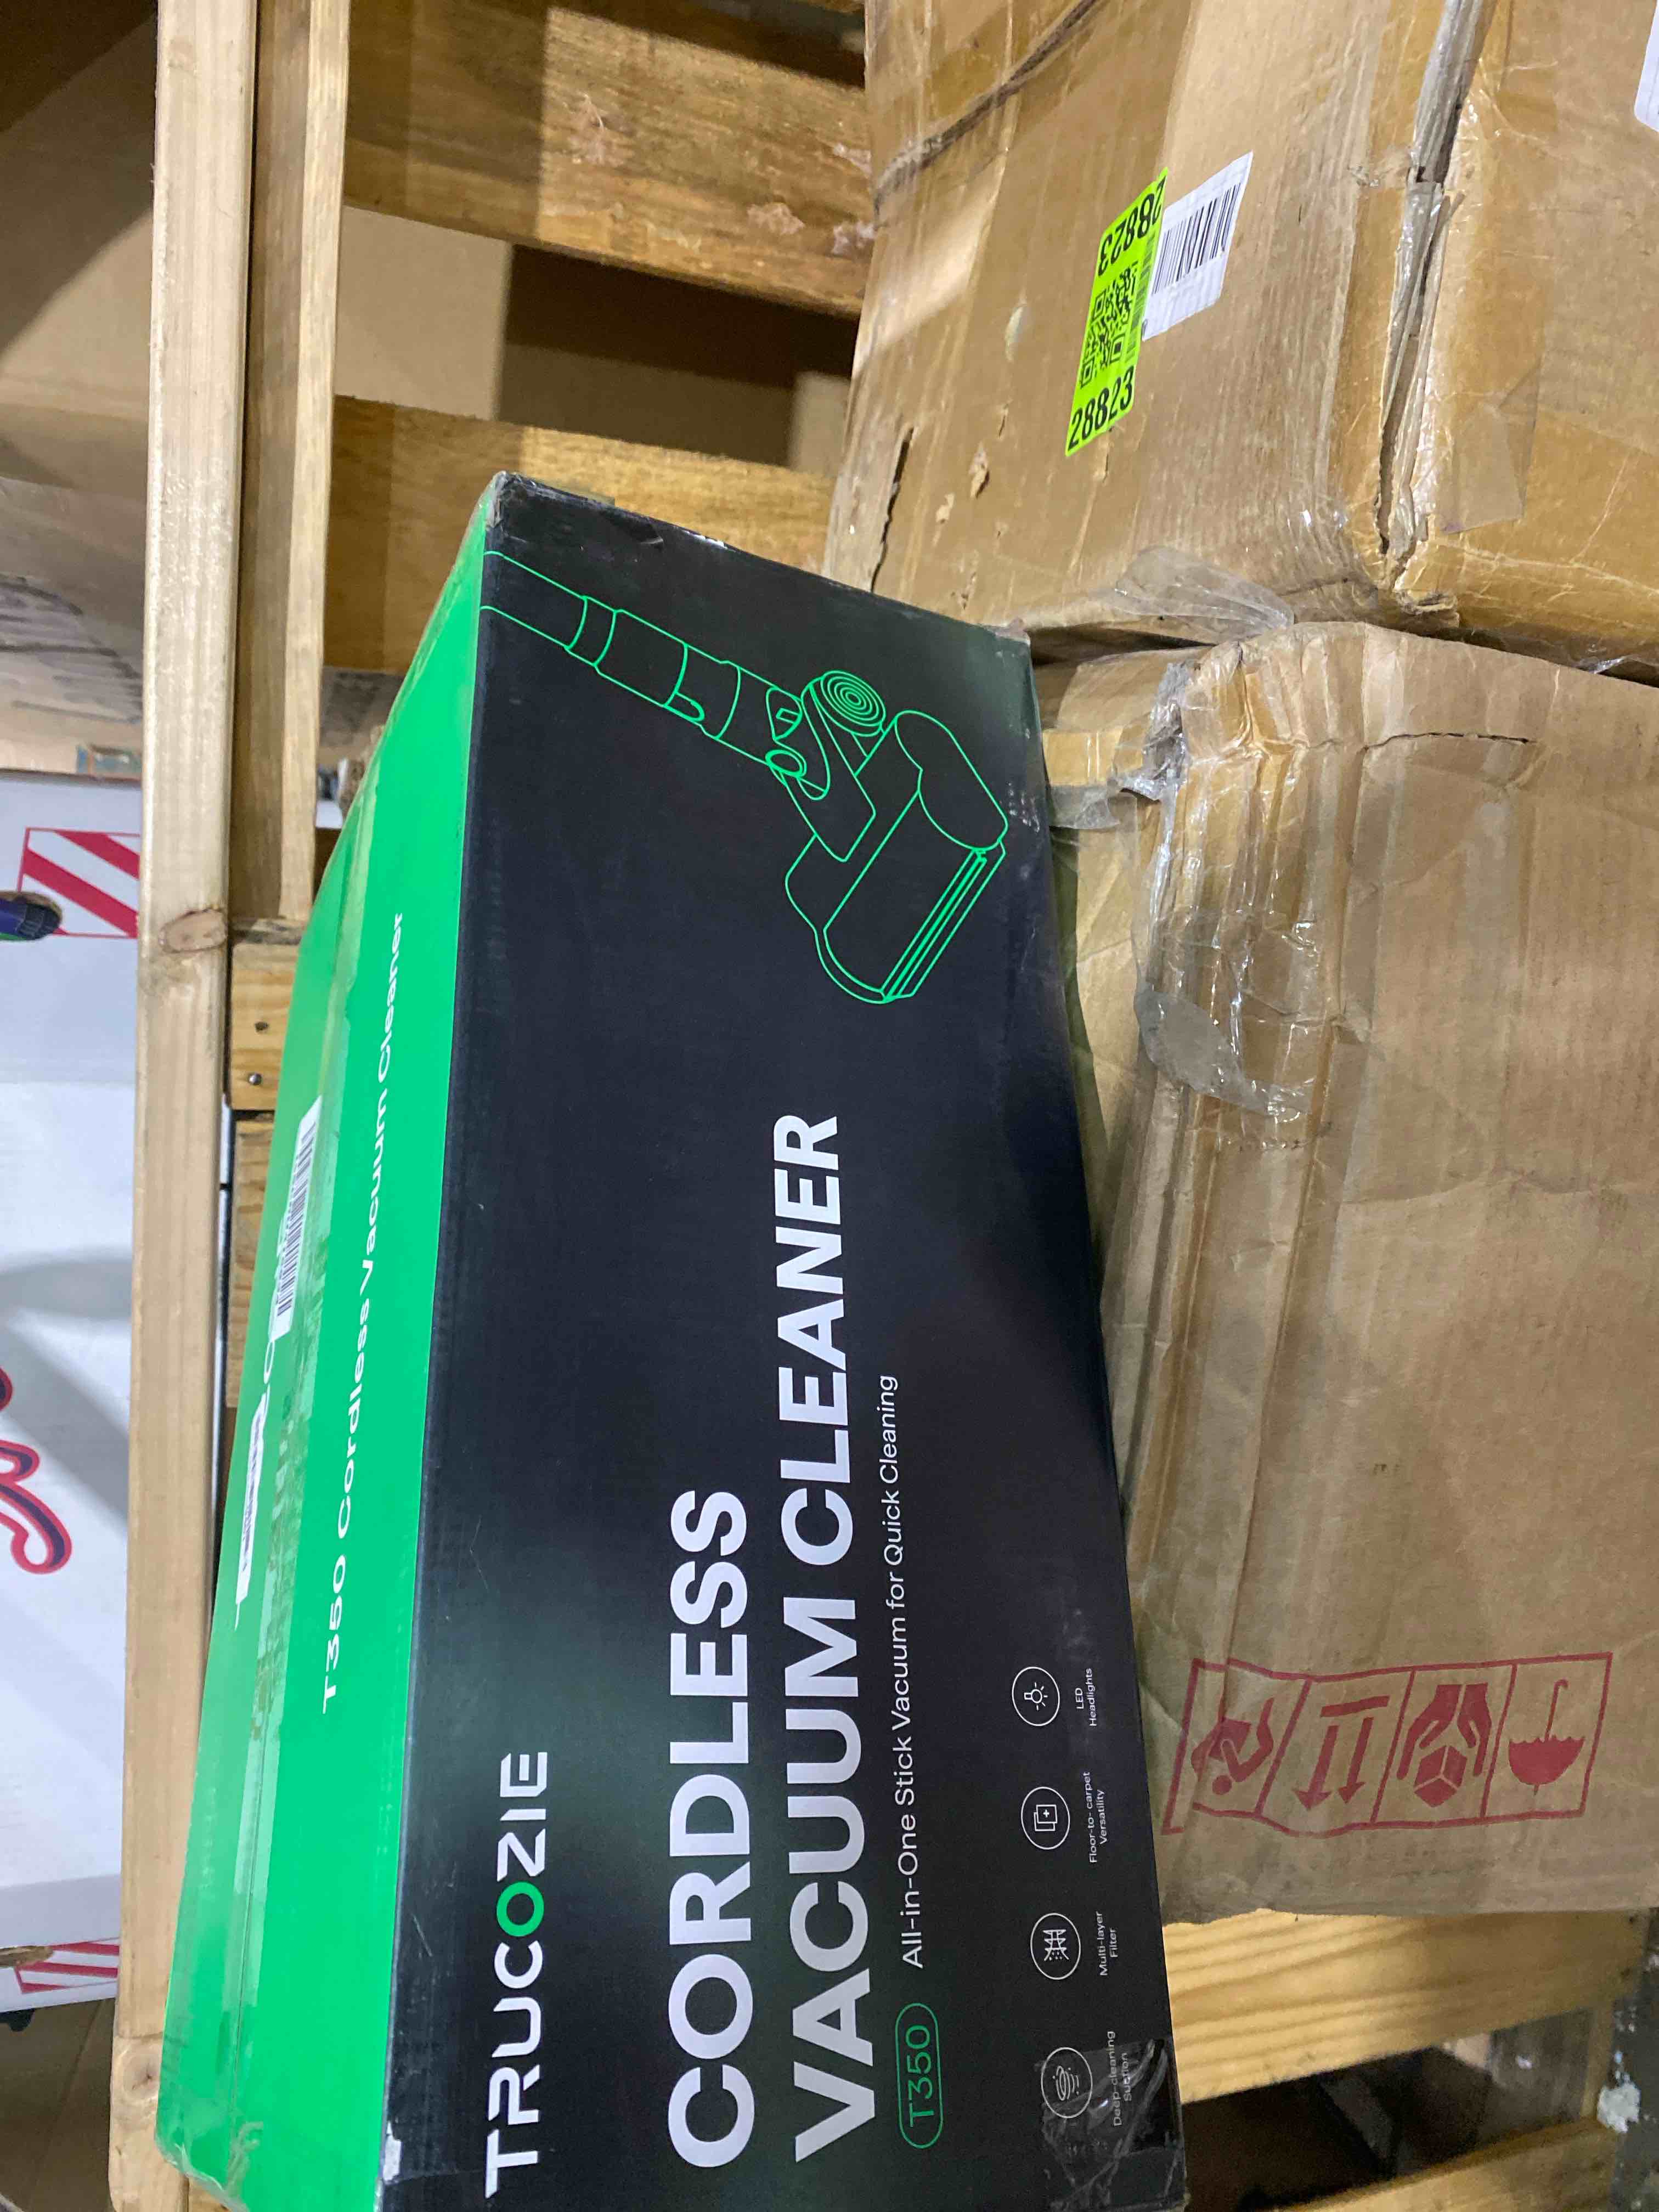 TRUCOZIE
CORDLESS
VACUUM CLEANER
T350 All-in-One Stick Vacuum for Quick Cleaning
Deep-cleaning
Suction
Multi-layer
Filter
Floor-to-carpet
Versatility
LED
Headlights
T350 Cordless Vacuum Cleaner
28823
28823